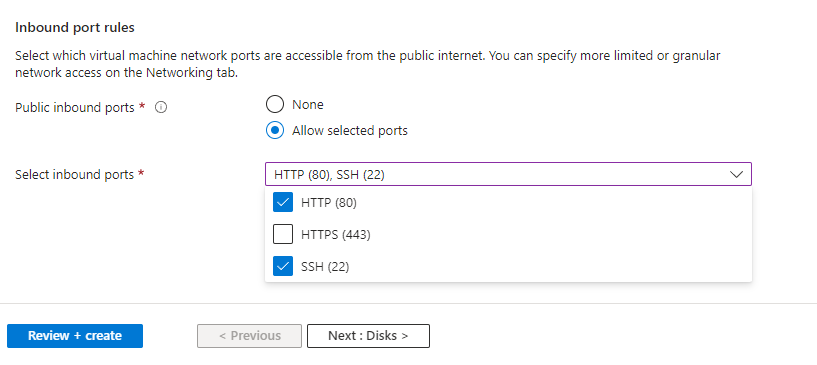 Inbound port rules
Select which virtual machine network ports are accessible from the public internet. You can specify more limited or granular
network access on the Networking tab.
Public inbound ports *
None
Allow selected ports
Select inbound ports *
HTTP (80), SSH (22)
HTTP (80)
HTTPS (443)
SSH (22)
Review + create
< Previous
Next : Disks >